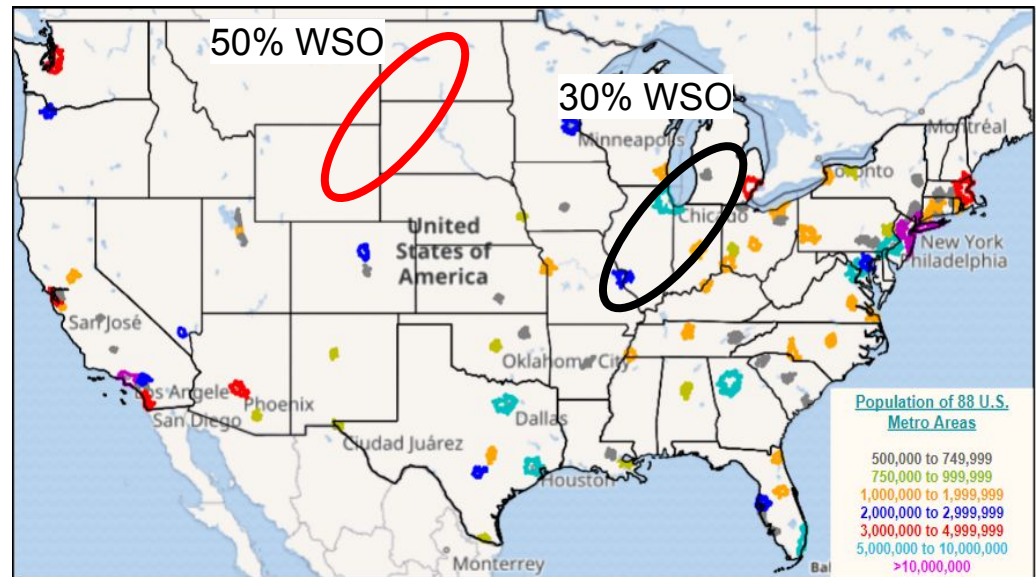 50% WSO
30% WSO
Minneapolis
Montréal
Toronto
Chicago
United
States of
America
New York
Philadelphia
San José
Oklahoma City
Los Angeles
Phoenix
San Diego
Dallas
Ciudad Juárez
Houston
Monterrey
Population of 88 U.S.
Metro Areas
500,000 to 749,999
750,000 to 999,999
1,000,000 to 1,999,999
2,000,000 to 2,999,999
3,000,000 to 4,999,999
5,000,000 to 10,000,000
>10,000,000